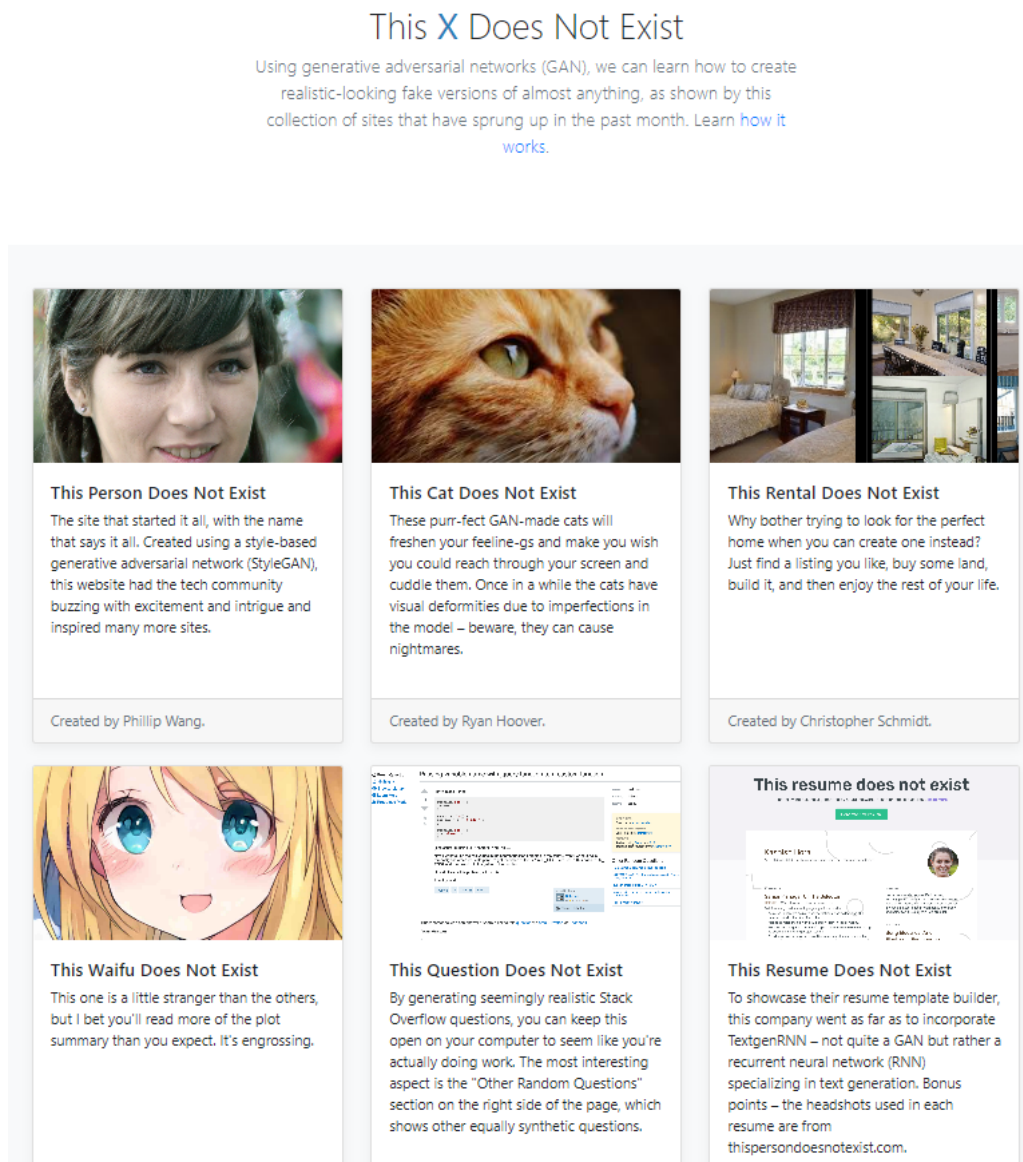 This X Does Not Exist
Using generative adversarial networks (GAN), we can learn how to create
realistic-looking fake versions of almost anything, as shown by this
collection of sites that have sprung up in the past month. Learn how it
works.
This Person Does Not Exist
The site that started it all, with the name
that says it all. Created using a style-based
generative adversarial network (StyleGAN),
this website had the tech community
buzzing with excitement and intrigue and
inspired many more sites.
Created by Phillip Wang.
This Cat Does Not Exist
These purr-fect GAN-made cats will
freshen your feeline-gs and make you wish
you could reach through your screen and
cuddle them. Once in a while the cats have
visual deformities due to imperfections in
the model – beware, they can cause
nightmares.
Created by Ryan Hoover.
This Rental Does Not Exist
Why bother trying to look for the perfect
home when you can create one instead?
Just find a listing you like, buy some land,
build it, and then enjoy the rest of your life.
Created by Christopher Schmidt.
This Waifu Does Not Exist
This one is a little stranger than the others,
but I bet you'll read more of the plot
summary than you expect. It's engrossing.
This Question Does Not Exist
By generating seemingly realistic Stack
Overflow questions, you can keep this
open on your computer to seem like you're
actually doing work. The most interesting
aspect is the "Other Random Questions"
section on the right side of the page, which
shows other equally synthetic questions.
This resume does not exist
This Resume Does Not Exist
To showcase their resume template builder,
this company went as far as to incorporate
TextgenRNN – not quite a GAN but rather a
recurrent neural network (RNN)
specializing in text generation. Bonus
points – the headshots used in each
resume are from
thispersondoesnotexist.com.